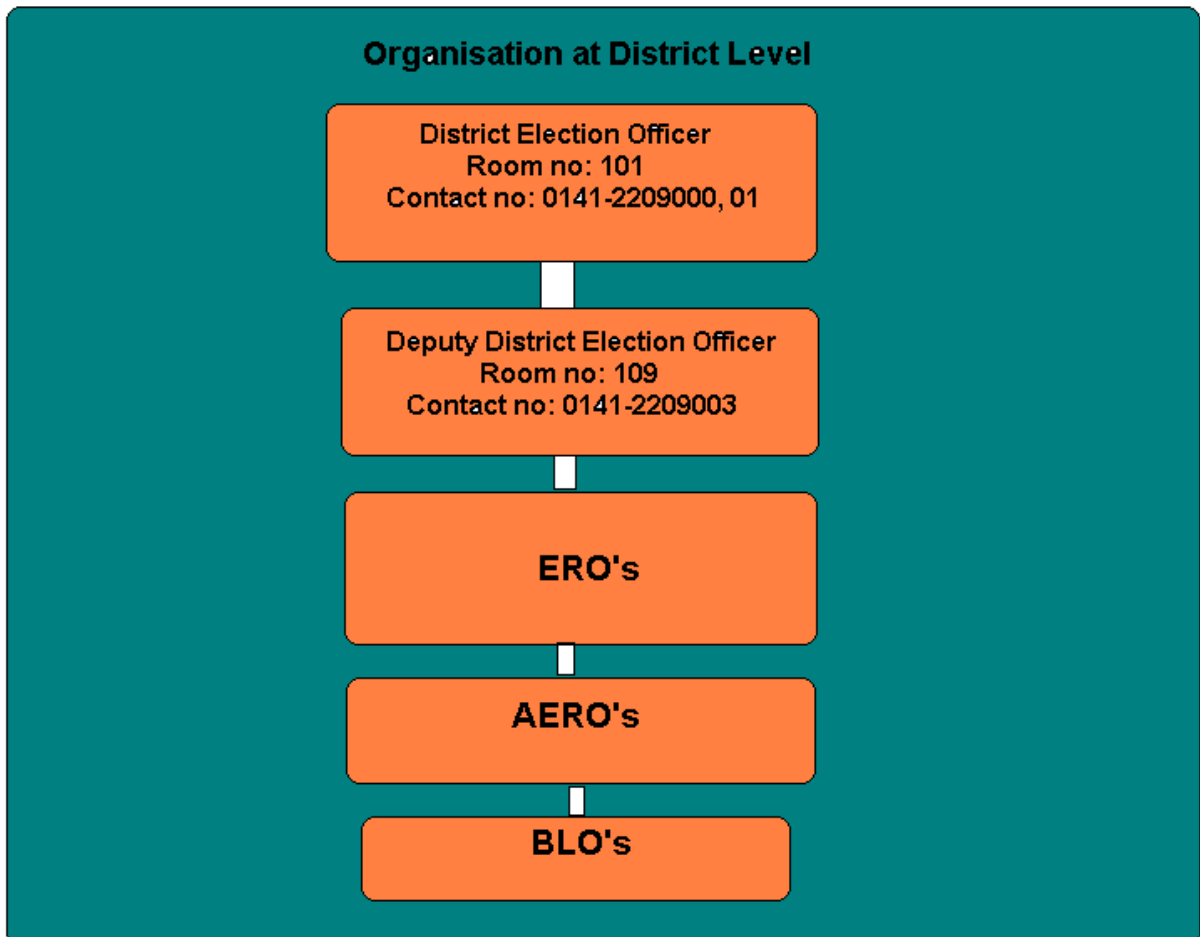 Organisation at District Level
District Election Officer
Room no: 101
Contact no: 0141-2209000, 01
Deputy District Election Officer
Room no: 109
Contact no: 0141-2209003
ERO's
AERO's
BLO's